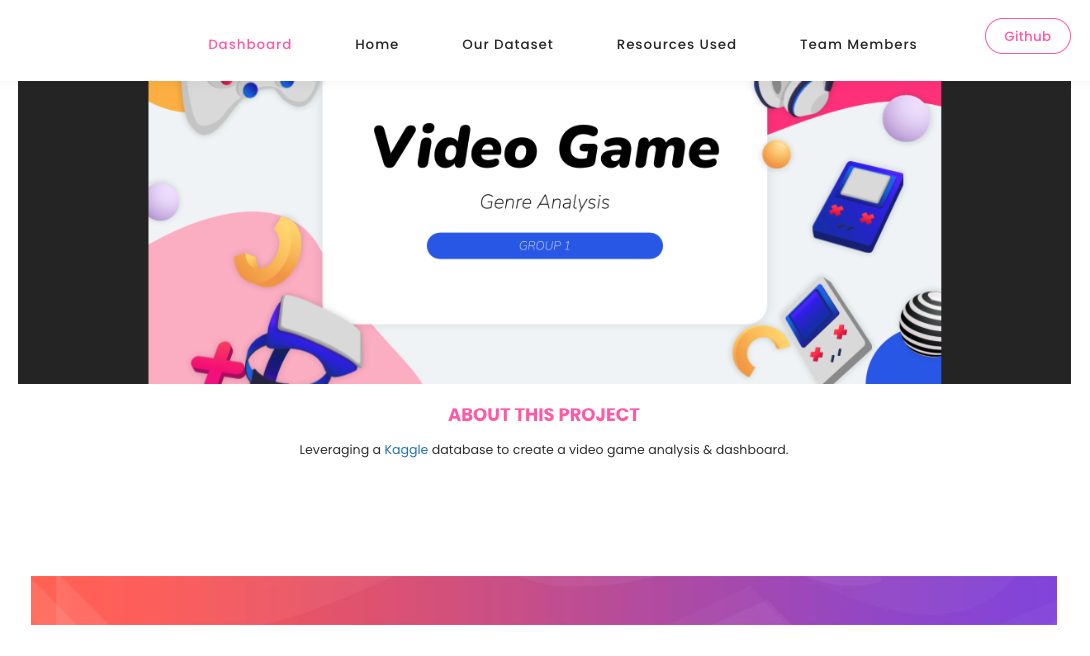 Dashboard Home Our Dataset Resources Used Team Members Github
Video Game
Genre Analysis
GROUP 1
ABOUT THIS PROJECT
Leveraging a Kaggle database to create a video game analysis & dashboard.